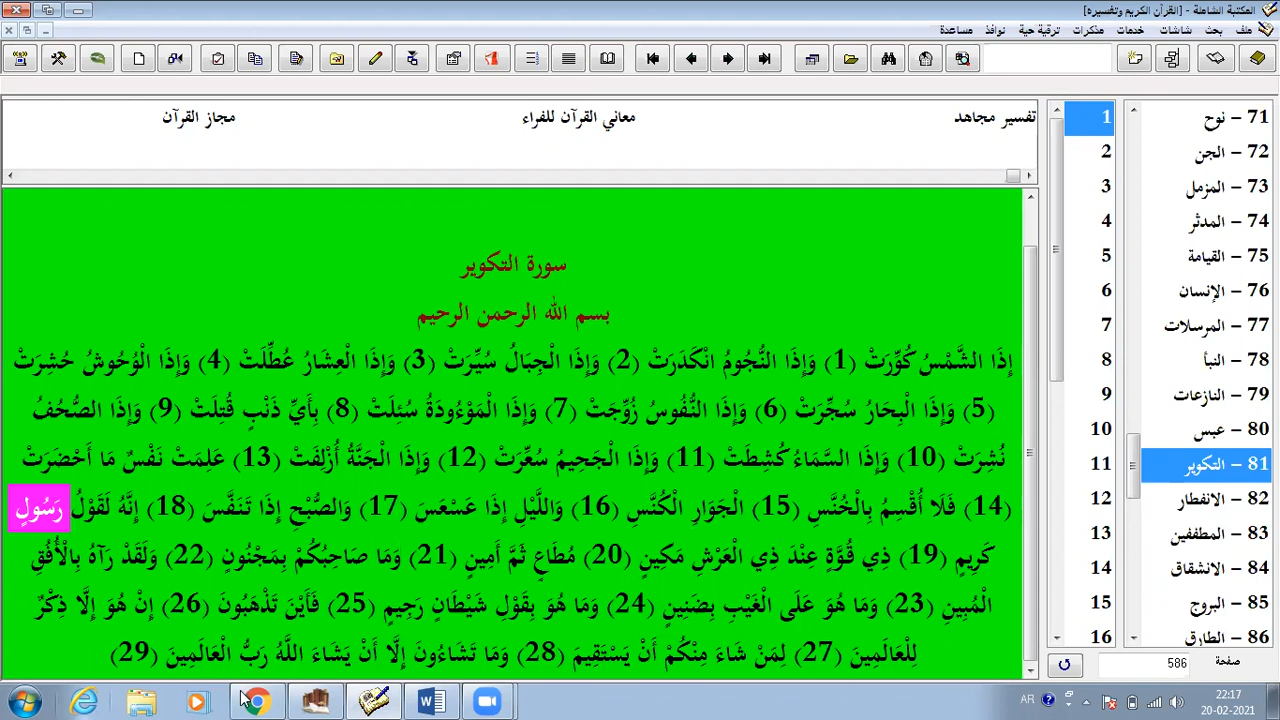 المكتبة الشاملة - [القرآن الكريم وتفسيره]
ملف بحث شاشات خدمات مذكرات ترقية حية نوافذ مساعدة
تفسير مجاهد معاني القرآن للفراء مجاز القرآن
سورة التكوير
بسم الله الرحمن الرحيم
إِذَا الشَّمْسُ كُوِّرَتْ (1) وَإِذَا النُّجُومُ انْكَدَرَتْ (2) وَإِذَا الْجِبَالُ سُيِّرَتْ (3) وَإِذَا الْعِشَارُ عُطِّلَتْ (4) وَإِذَا الْوُحُوشُ حُشِرَتْ
(5) وَإِذَا الْبِحَارُ سُجِّرَتْ (6) وَإِذَا النُّفُوسُ زُوِّجَتْ (7) وَإِذَا الْمَوْءُودَةُ سُئِلَتْ (8) بِأَيِّ ذَنْبٍ قُتِلَتْ (9) وَإِذَا الصُّحُفُ
نُشِرَتْ (10) وَإِذَا السَّمَاءُ كُشِطَتْ (11) وَإِذَا الْجَحِيمُ سُعِّرَتْ (12) وَإِذَا الْجَنَّةُ أُزْلِفَتْ (13) عَلِمَتْ نَفْسٌ مَا أَحْضَرَتْ
(14) فَلَا أُقْسِمُ بِالْخُنَّسِ (15) الْجَوَارِ الْكُنَّسِ (16) وَاللَّيْلِ إِذَا عَسْعَسَ (17) وَالصُّبْحِ إِذَا تَنَفَّسَ (18) إِنَّهُ لَقَوْلُ رَسُولٍ
كَرِيمٍ (19) ذِي قُوَّةٍ عِنْدَ ذِي الْعَرْشِ مَكِينٍ (20) مُطَاعٍ ثَمَّ أَمِينٍ (21) وَمَا صَاحِبُكُمْ بِمَجْنُونٍ (22) وَلَقَدْ رَآهُ بِالْأُفُقِ
الْمُبِينِ (23) وَمَا هُوَ عَلَى الْغَيْبِ بِضَنِينٍ (24) وَمَا هُوَ بِقَوْلِ شَيْطَانٍ رَجِيمٍ (25) فَأَيْنَ تَذْهَبُونَ (26) إِنْ هُوَ إِلَّا ذِكْرٌ
لِلْعَالَمِينَ (27) لِمَنْ شَاءَ مِنْكُمْ أَنْ يَسْتَقِيمَ (28) وَمَا تَشَاءُونَ إِلَّا أَنْ يَشَاءَ اللَّهُ رَبُّ الْعَالَمِينَ (29)
1
2
3
4
5
6
7
8
9
10
11
12
13
14
15
16
71 - نوح
72 - الجن
73 - المزمل
74 - المدثر
75 - القيامة
76 - الإنسان
77 - المرسلات
78 - النبأ
79 - النازعات
80 - عبس
81 - التكوير
82 - الانفطار
83 - المطففين
84 - الانشقاق
85 - البروج
86 - الطارق
صفحة 586
AR
22:17
20-02-2021